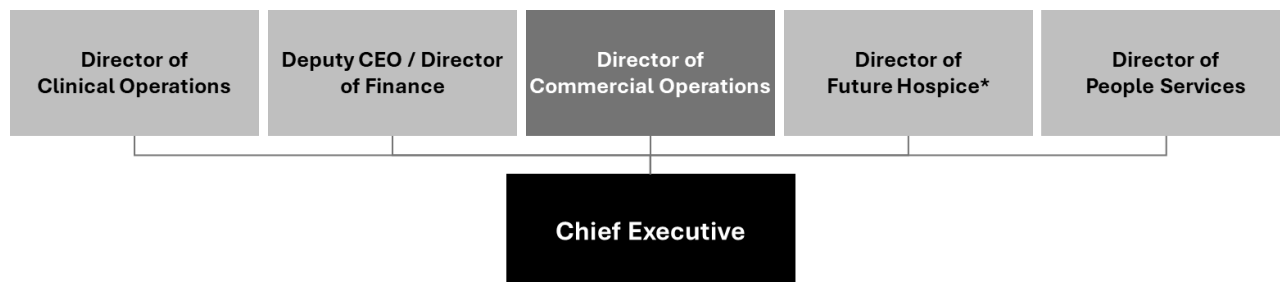 Director of
Clinical Operations
Deputy CEO / Director
of Finance
Director of
Commercial Operations
Director of
Future Hospice*
Director of
People Services
Chief Executive